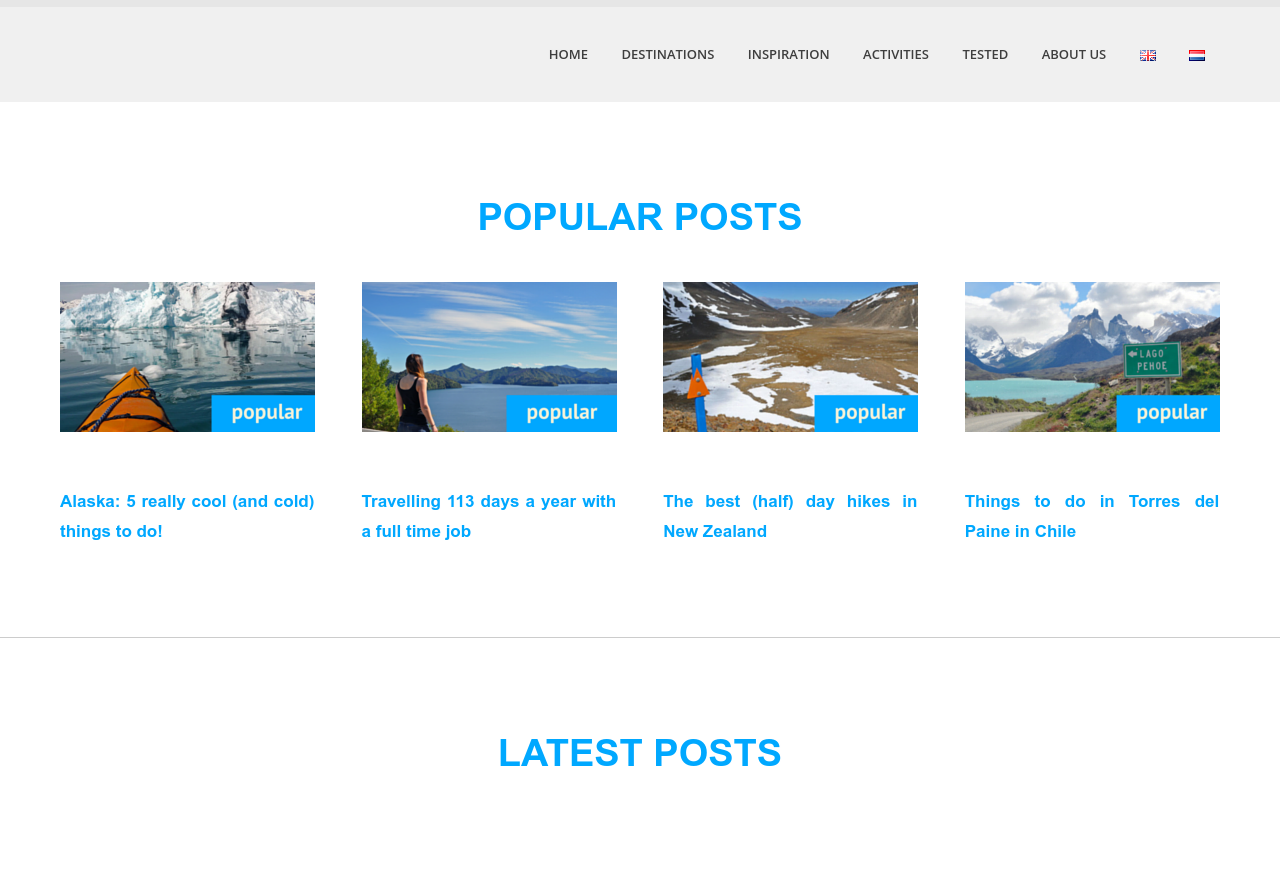 HOME DESTINATIONS INSPIRATION ACTIVITIES TESTED ABOUT US
POPULAR POSTS
popular
popular
popular
LAGO
PEHOE
popular
Alaska: 5 really cool (and cold)
things to do!
Travelling 113 days a year with
a full time job
The best (half) day hikes in
New Zealand
Things to do in Torres del
Paine in Chile
LATEST POSTS